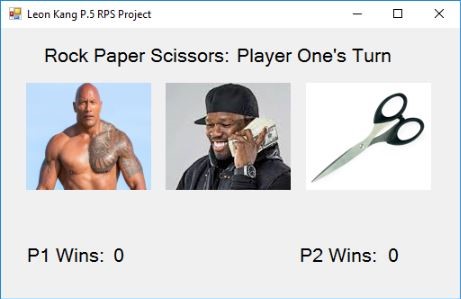 Leon Kang P.5 RPS Project
Rock Paper Scissors: Player One's Turn
P1 Wins: 0
P2 Wins: 0